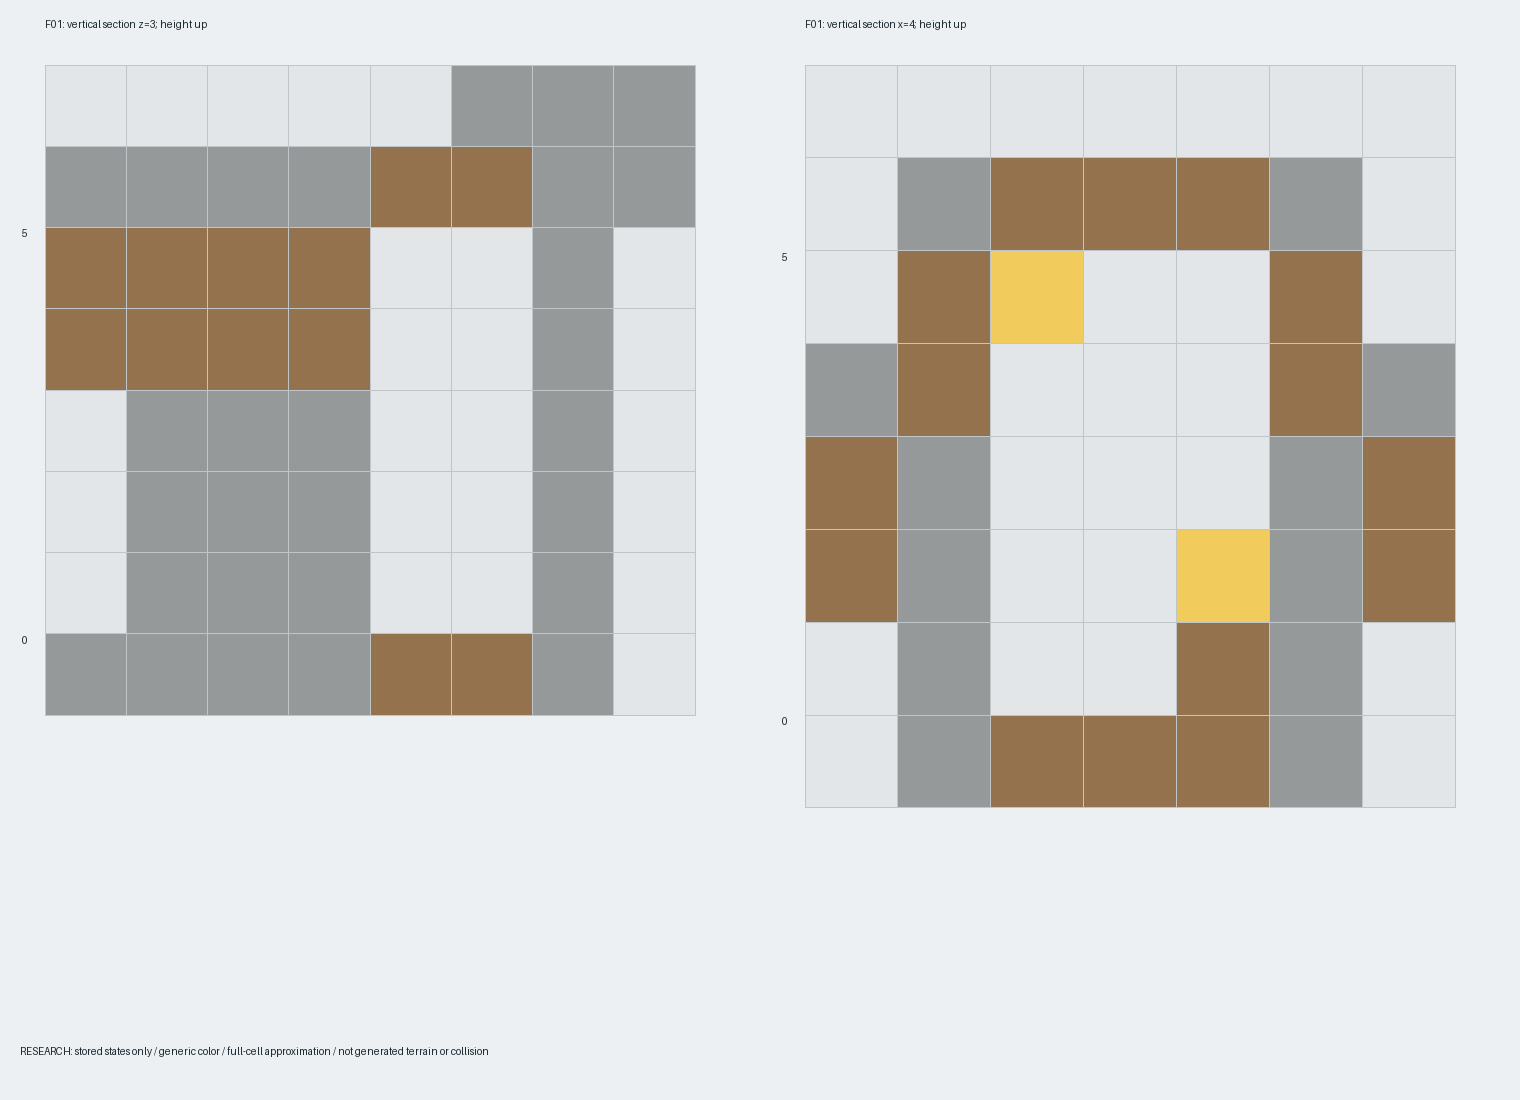 F01: vertical section z=3; height up
F01: vertical section x=4; height up
5
5
0
0
RESEARCH: stored states only / generic color / full-cell approximation / not generated terrain or collision